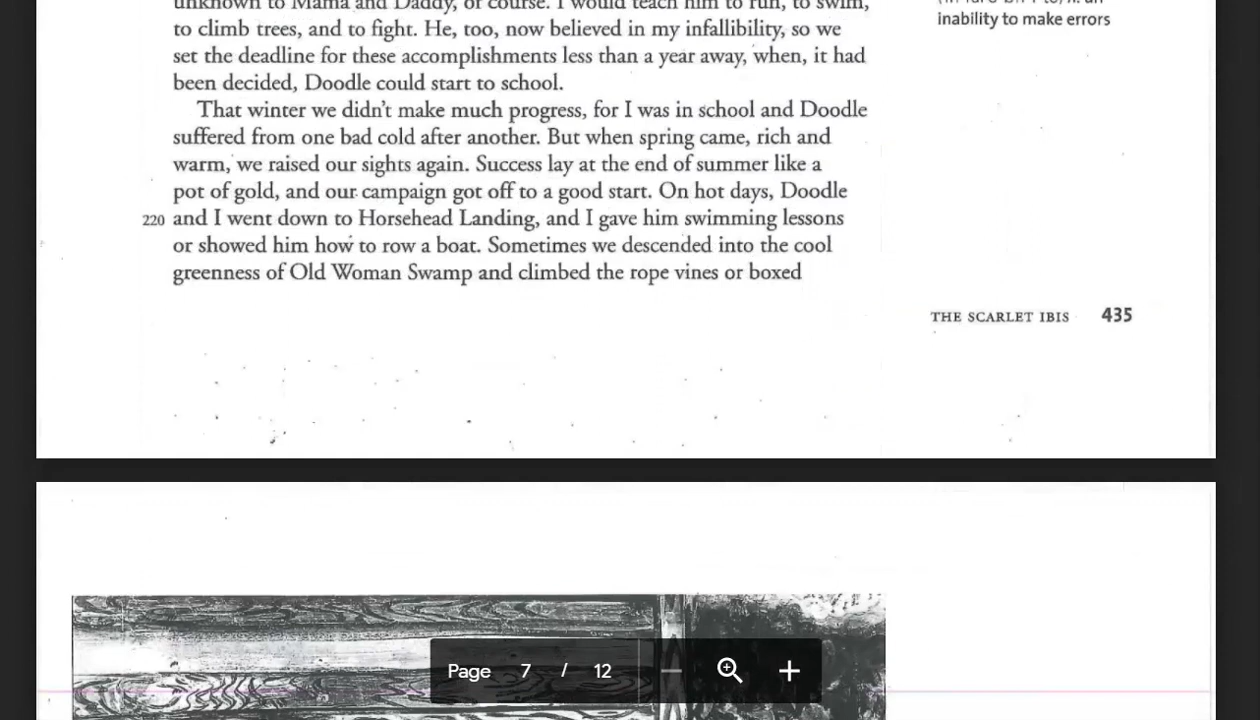 unknown to Mama and Daddy, of course. I would teach him to run, to swim,
to climb trees, and to fight. He, too, now believed in my infallibility, so we
set the deadline for these accomplishments less than a year away, when, it had
been decided, Doodle could start to school.
That winter we didn't make much progress, for I was in school and Doodle
suffered from one bad cold after another. But when spring came, rich and
warm, we raised our sights again. Success lay at the end of summer like a
pot of gold, and our campaign got off to a good start. On hot days, Doodle
220 and I went down to Horsehead Landing, and I gave him swimming lessons
or showed him how to row a boat. Sometimes we descended into the cool
greenness of Old Woman Swamp and climbed the rope vines or boxed
inability to make errors
THE SCARLET IBIS 435
Page 7 / 12